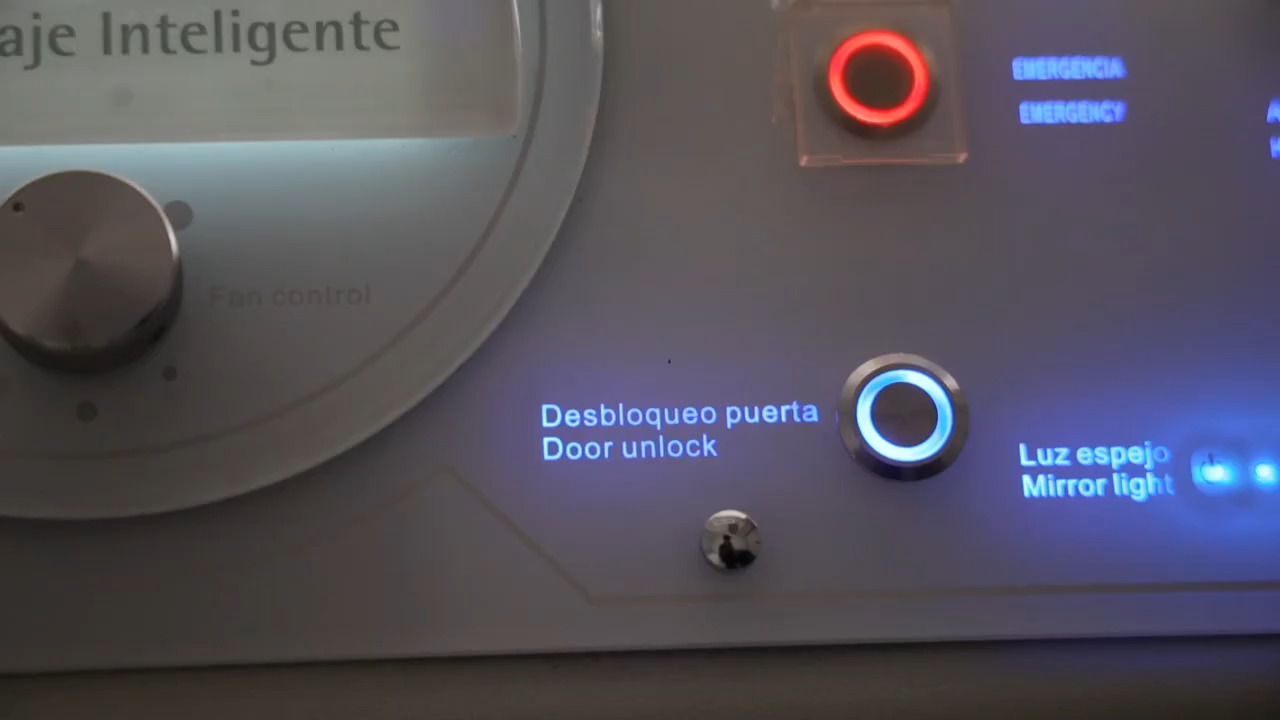 aje Inteligente
EMERGENCIA
EMERGENCY
Fan control
Desbloqueo puerta
Door unlock
Luz espejo
Mirror light